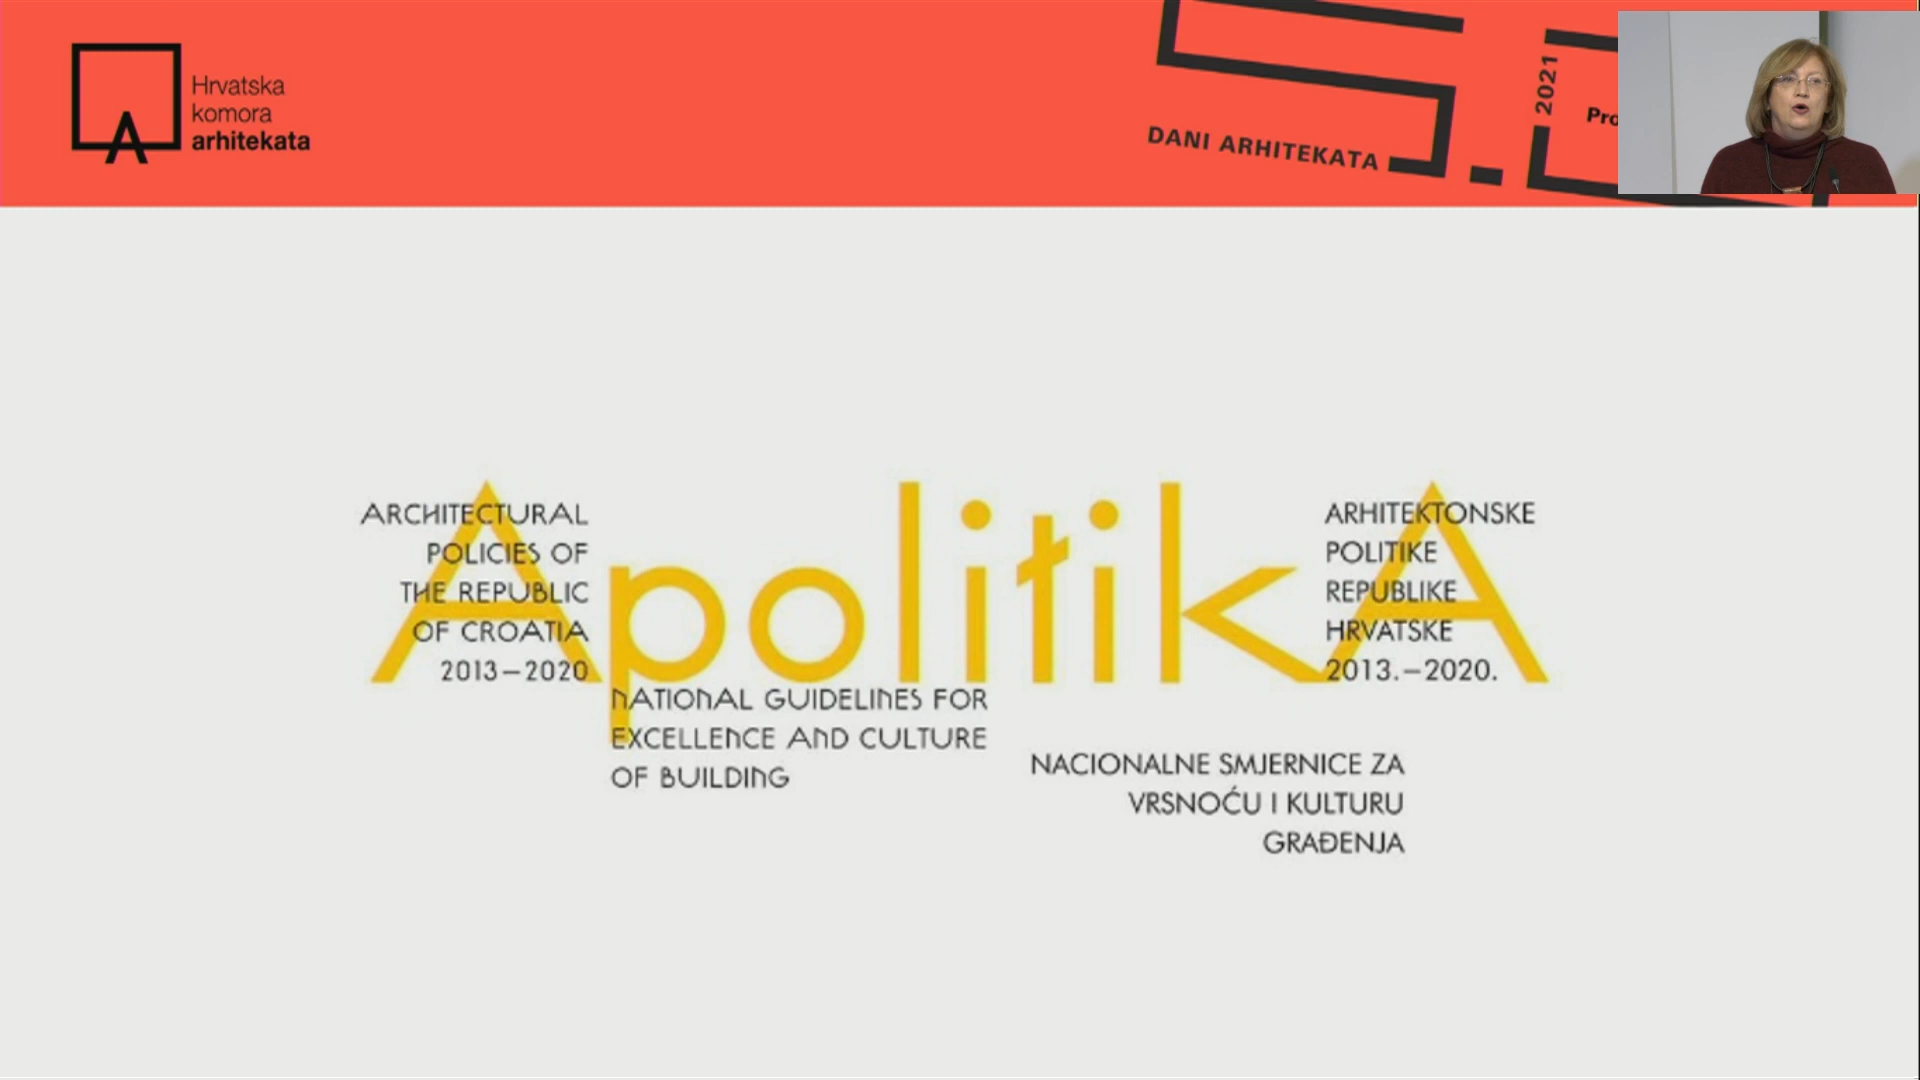 Hrvatska
komora
arhitekata
DANI ARHITEKATA
2021
ApolitikA
ARCHITECTURAL
POLICIES OF
THE REPUBLIC
OF CROATIA
2013–2020
NATIONAL GUIDELINES FOR
EXCELLENCE AND CULTURE
OF BUILDING
ARHITEKTONSKE
POLITIKE
REPUBLIKE
HRVATSKE
2013.–2020.
NACIONALNE SMJERNICE ZA
VRSNOĆU I KULTURU
GRAĐENJA